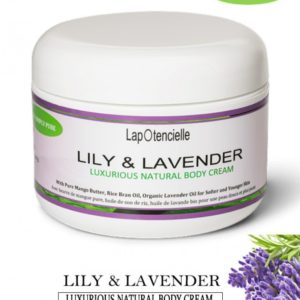 LapOtencielle
LILY & LAVENDER
LUXURIOUS NATURAL BODY CREAM
With Pure Mango Butter, Rice Bran Oil, Organic Lavender Oil for Softer and Younger Skin
LILY & LAVENDER
LUXURIOUS NATURAL BODY CREAM